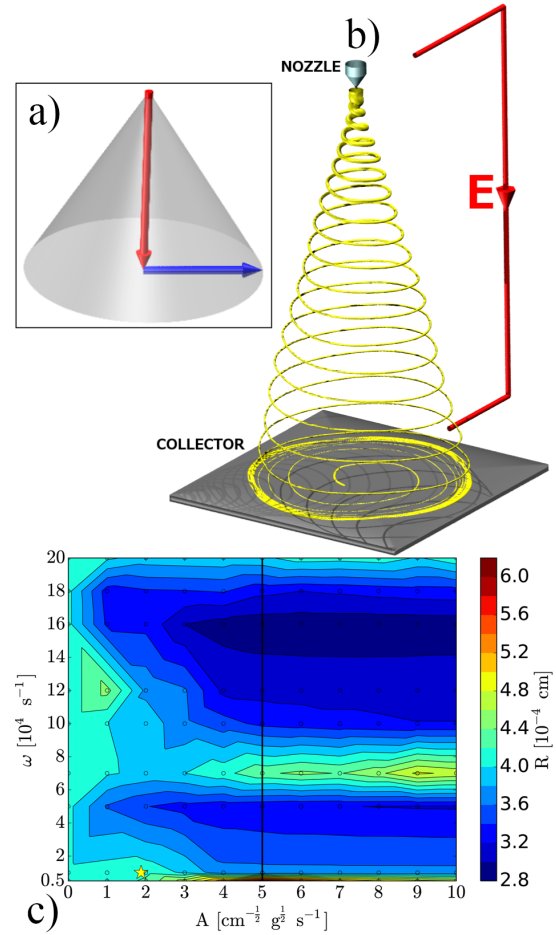 a)
b)
NOZZLE
E
COLLECTOR
20
18
16
14
12
10
8
6
4
2
0.5
ω [10⁴ s⁻¹]
0 1 2 3 4 5 6 7 8 9 10
A [cm^{-1/2} g^{1/2} s⁻¹]
6.0
5.6
5.2
4.8
4.4
4.0
3.6
3.2
2.8
R [10⁻⁴ cm]
c)